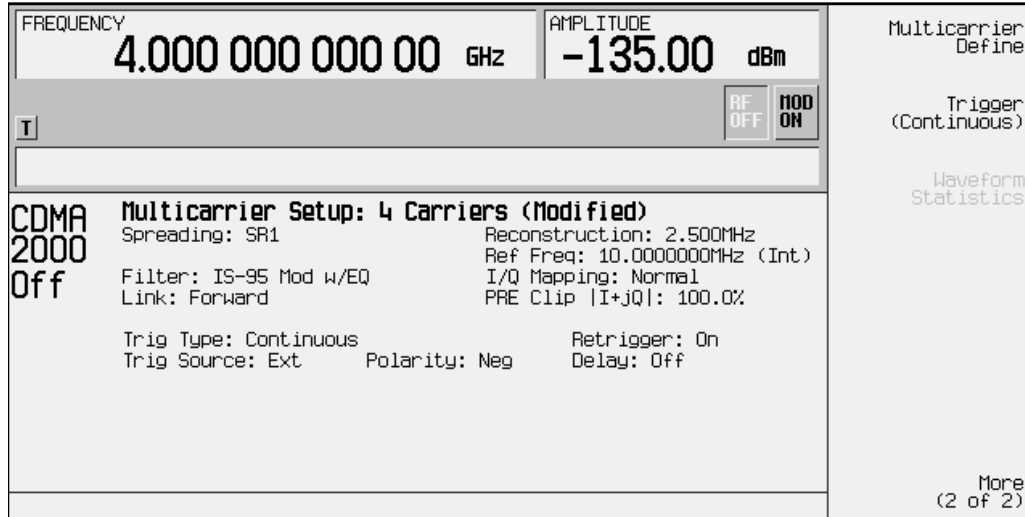 FREQUENCY
4.000 000 000 00 GHz
AMPLITUDE
-135.00 dBm
RF
OFF
MOD
ON
T
CDMA
2000
Off
Multicarrier Setup: 4 Carriers (Modified)
Spreading: SR1
Reconstruction: 2.500MHz
Ref Freq: 10.0000000MHz (Int)
Filter: IS-95 Mod w/EQ
I/Q Mapping: Normal
Link: Forward
PRE Clip |I+jQ|: 100.0%
Trig Type: Continuous
Retrigger: On
Trig Source: Ext
Polarity: Neg
Delay: Off
Multicarrier
Define
Trigger
(Continuous)
Waveform
Statistics
More
(2 of 2)